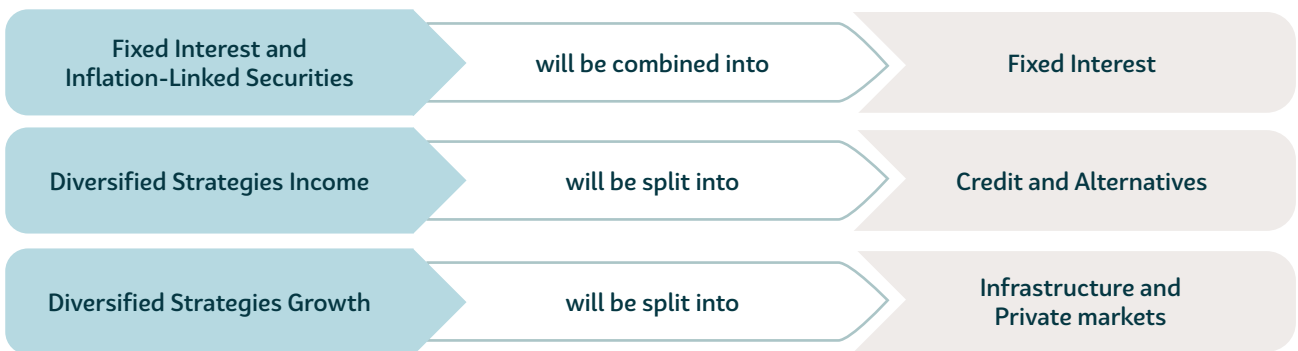 Fixed Interest and
Inflation-Linked Securities
will be combined into
Fixed Interest
Diversified Strategies Income
will be split into
Credit and Alternatives
Diversified Strategies Growth
will be split into
Infrastructure and
Private markets